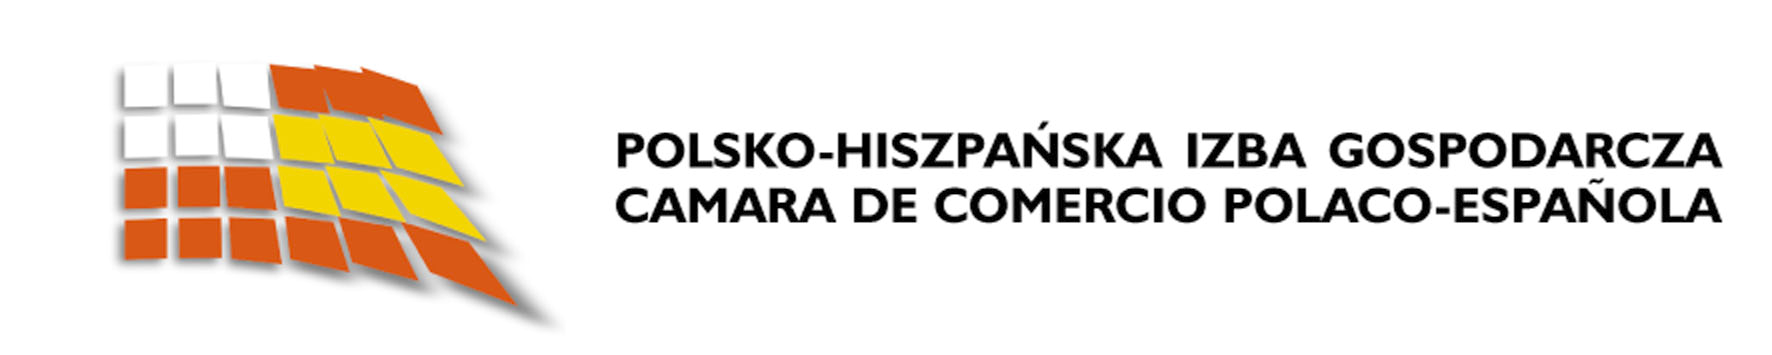 POLSKO-HISZPAŃSKA IZBA GOSPODARCZA
CAMARA DE COMERCIO POLACO-ESPAÑOLA